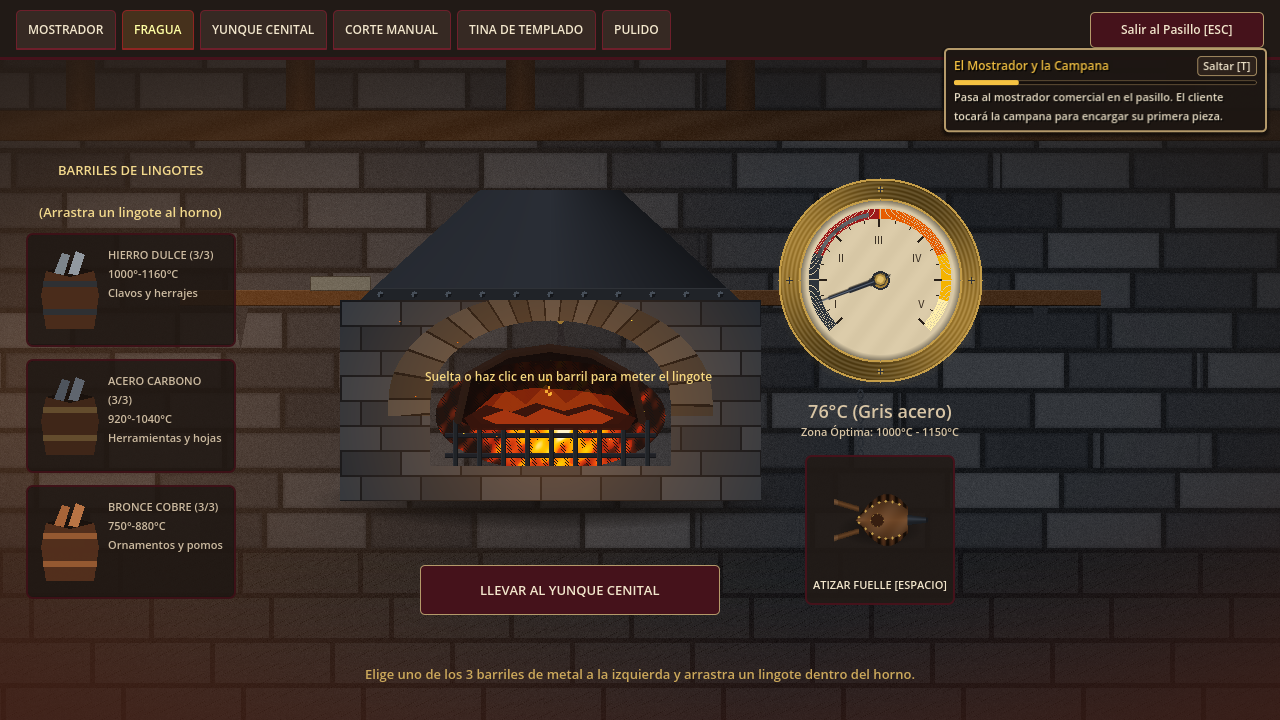 MOSTRADOR
FRAGUA
YUNQUE CENITAL
CORTE MANUAL
TINA DE TEMPLADO
PULIDO
Salir al Pasillo [ESC]
El Mostrador y la Campana
Saltar [T]
Pasa al mostrador comercial en el pasillo. El cliente
tocará la campana para encargar su primera pieza.
BARRILES DE LINGOTES
(Arrastra un lingote al horno)
HIERRO DULCE (3/3)
1000°-1160°C
Clavos y herrajes
ACERO CARBONO
(3/3)
920°-1040°C
Herramientas y hojas
BRONCE COBRE (3/3)
750°-880°C
Ornamentos y pomos
Suelta o haz clic en un barril para meter el lingote
I
II
III
IV
V
76°C (Gris acero)
Zona Óptima: 1000°C - 1150°C
ATIZAR FUELLE [ESPACIO]
LLEVAR AL YUNQUE CENITAL
Elige uno de los 3 barriles de metal a la izquierda y arrastra un lingote dentro del horno.